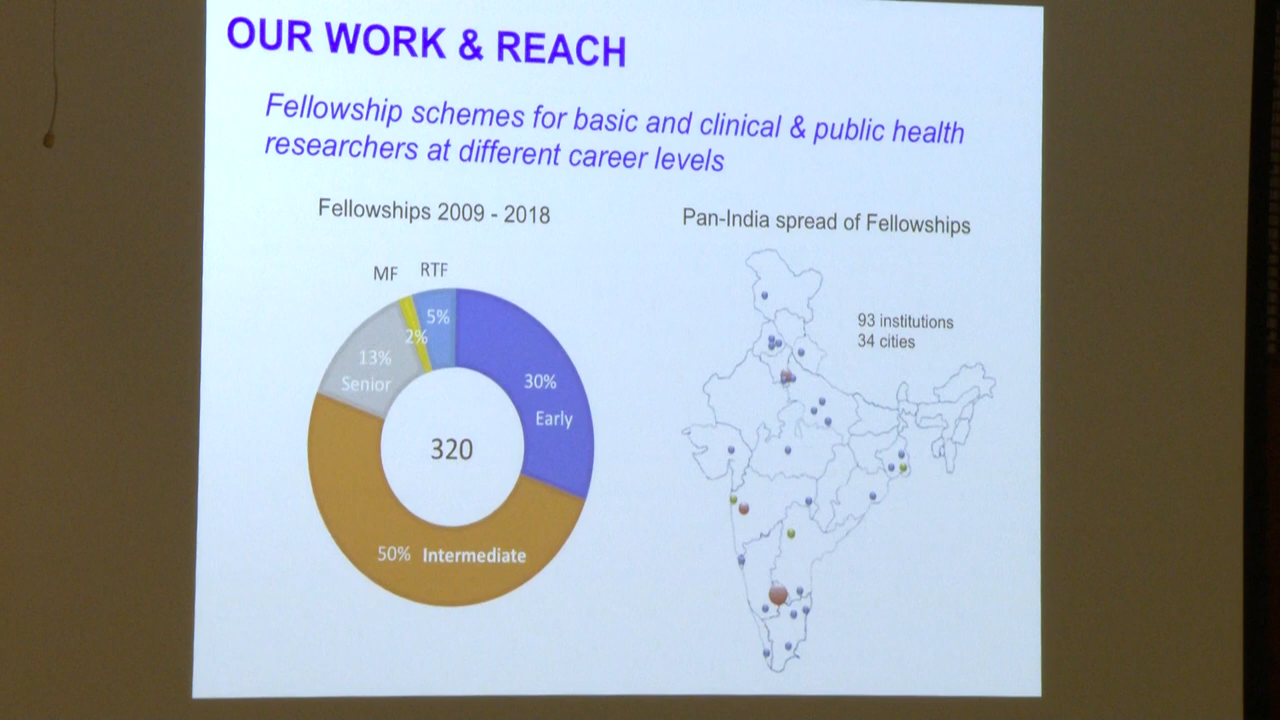 OUR WORK & REACH
Fellowship schemes for basic and clinical & public health
researchers at different career levels
Fellowships 2009 - 2018
Pan-India spread of Fellowships
MF
RTF
5%
2%
13%
Senior
30%
Early
320
50% Intermediate
93 institutions
34 cities